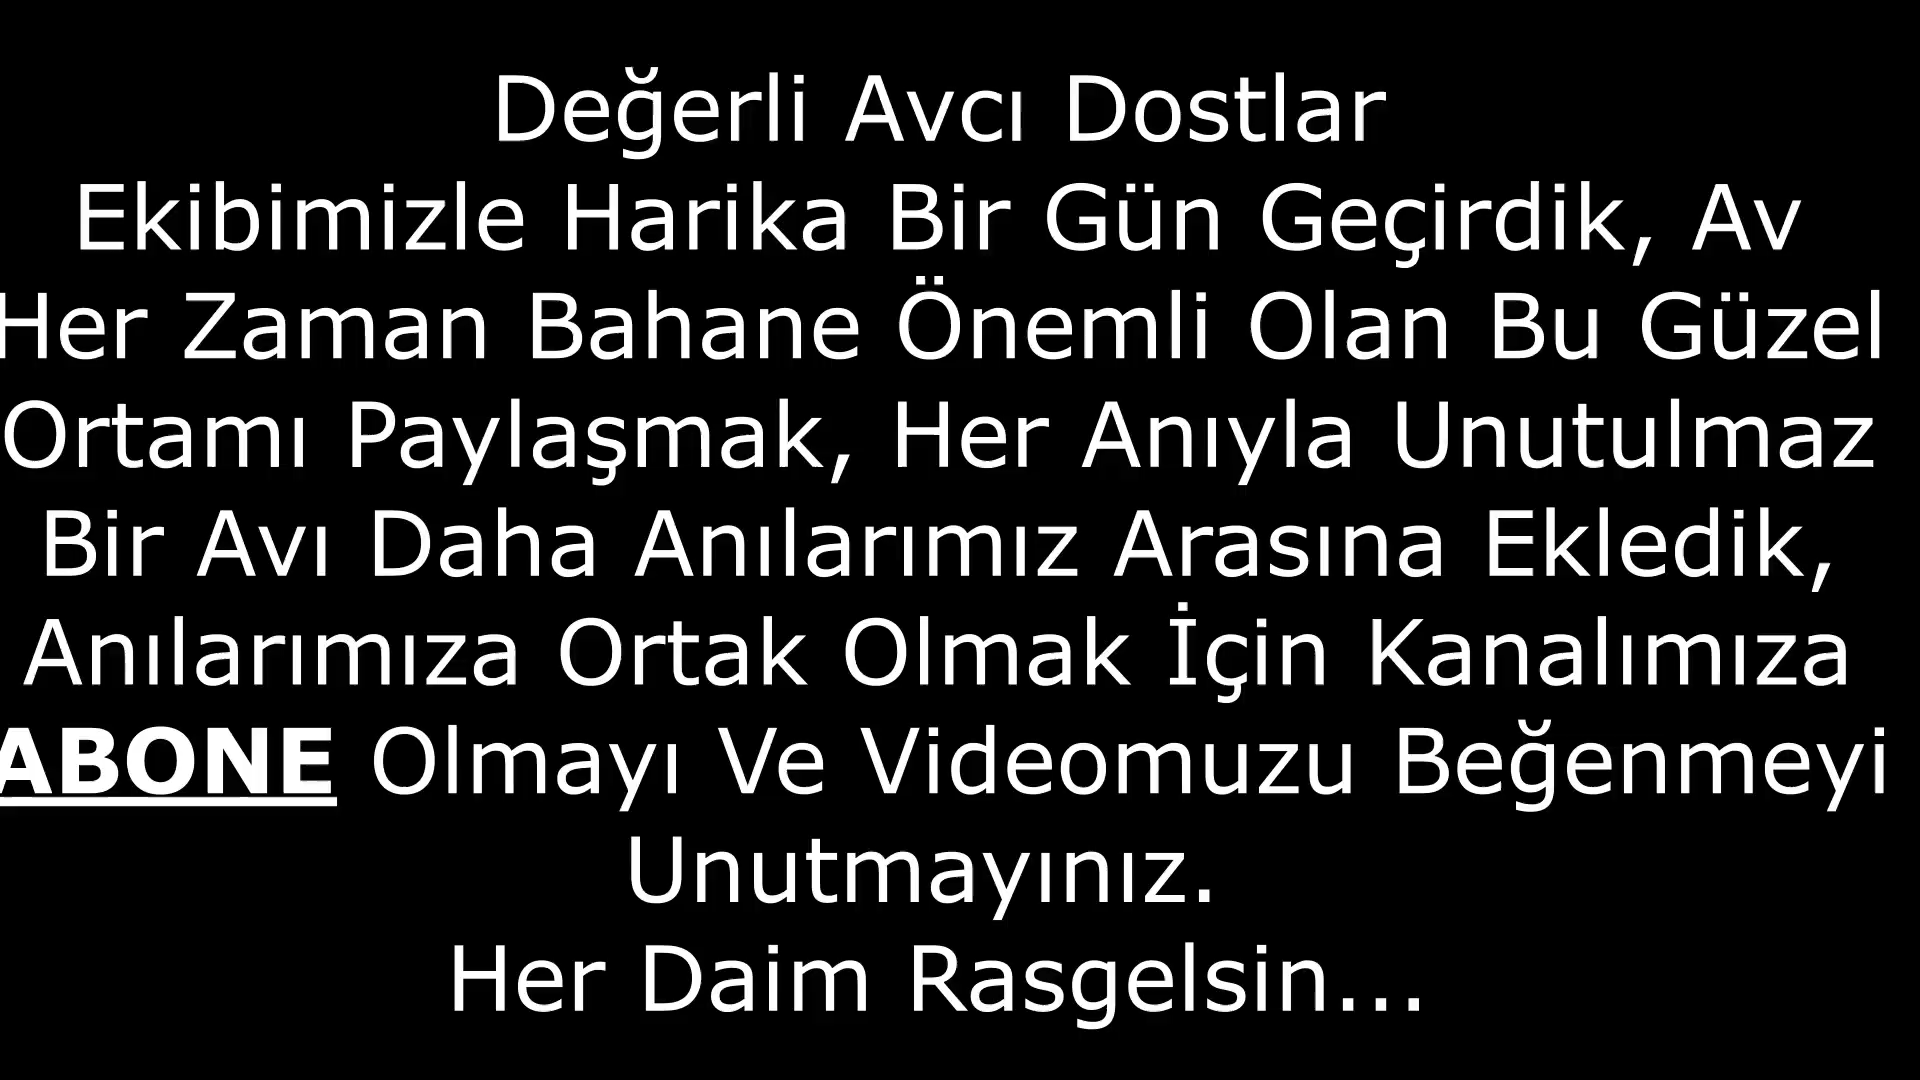 Değerli Avcı Dostlar
Ekibimizle Harika Bir Gün Geçirdik, Av
Her Zaman Bahane Önemli Olan Bu Güzel
Ortamı Paylaşmak, Her Anıyla Unutulmaz
Bir Avı Daha Anılarımız Arasına Ekledik,
Anılarımıza Ortak Olmak İçin Kanalımıza
ABONE Olmayı Ve Videomuzu Beğenmeyi
Unutmayınız.
Her Daim Rasgelsin...